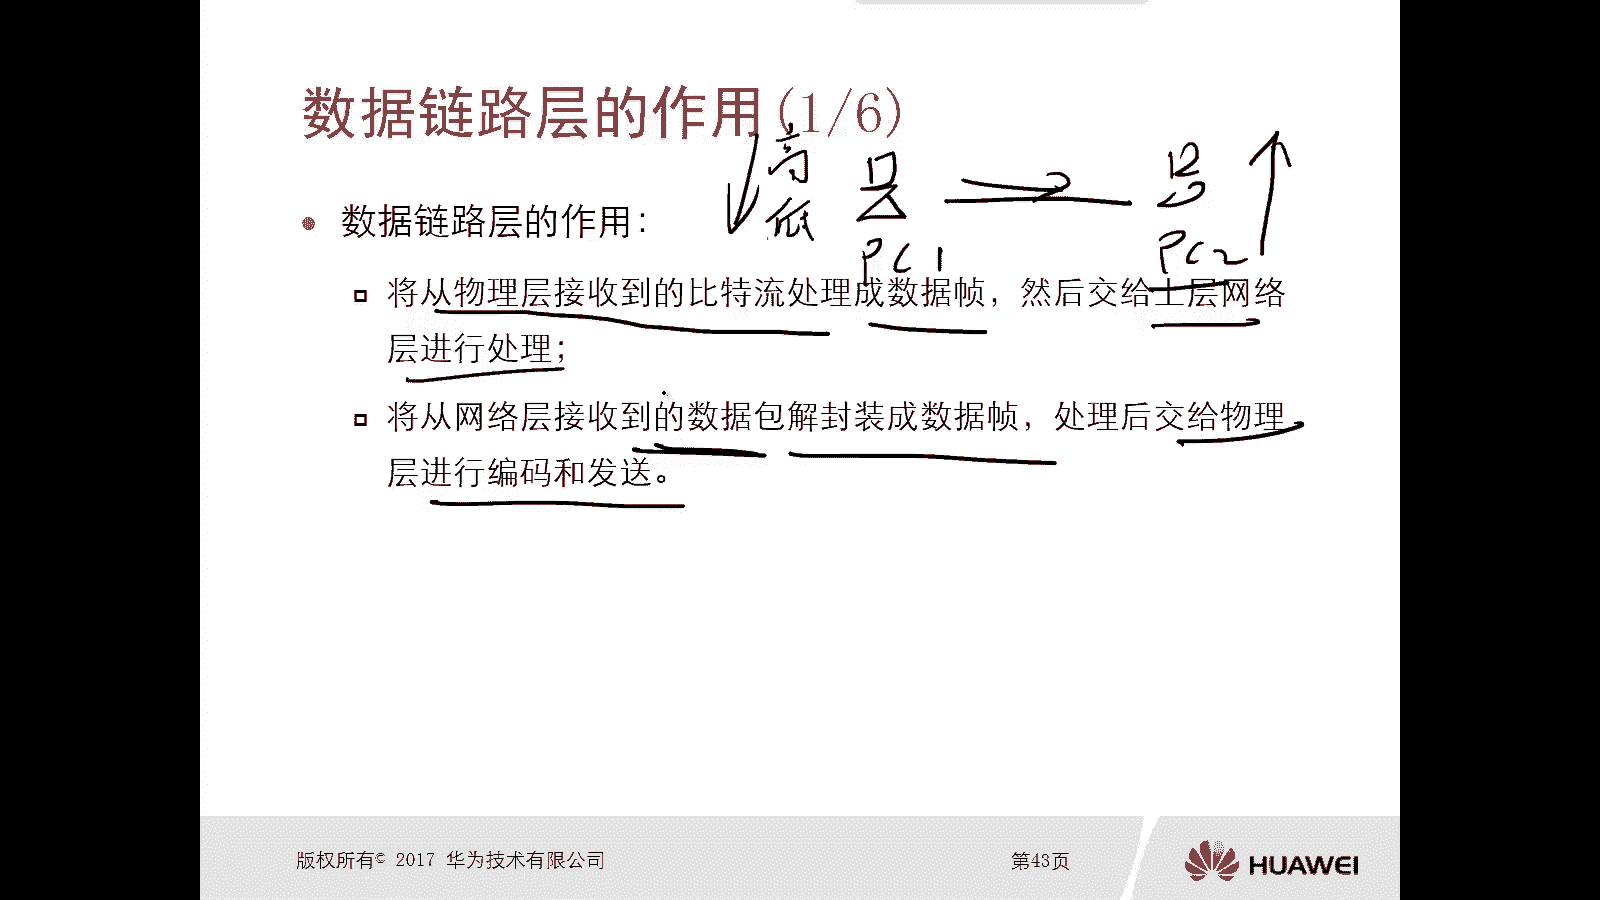 数据链路层的作用(1/6)
高
低
PC1
PC2
数据链路层的作用：
将从物理层接收到的比特流处理成数据帧，然后交给上层网络
层进行处理；
将从网络层接收到的数据包解封装成数据帧，处理后交给物理
层进行编码和发送。
版权所有© 2017 华为技术有限公司
第43页
HUAWEI